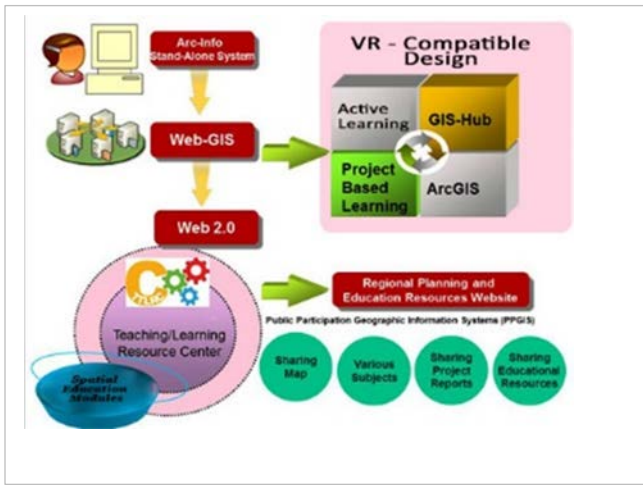 Arc-Info
Stand-Alone System
VR - Compatible
Design
Active
Learning
GIS-Hub
Web-GIS
Project
Based
Learning
ArcGIS
Web 2.0
Regional Planning and
Education Resources Website
Public Participation Geographic Information Systems (PPGIS)
Teaching/Learning
Resource Center
Sharing
Map
Various
Subjects
Sharing
Project
Reports
Sharing
Educational
Resources
Spatial
Education
Modules